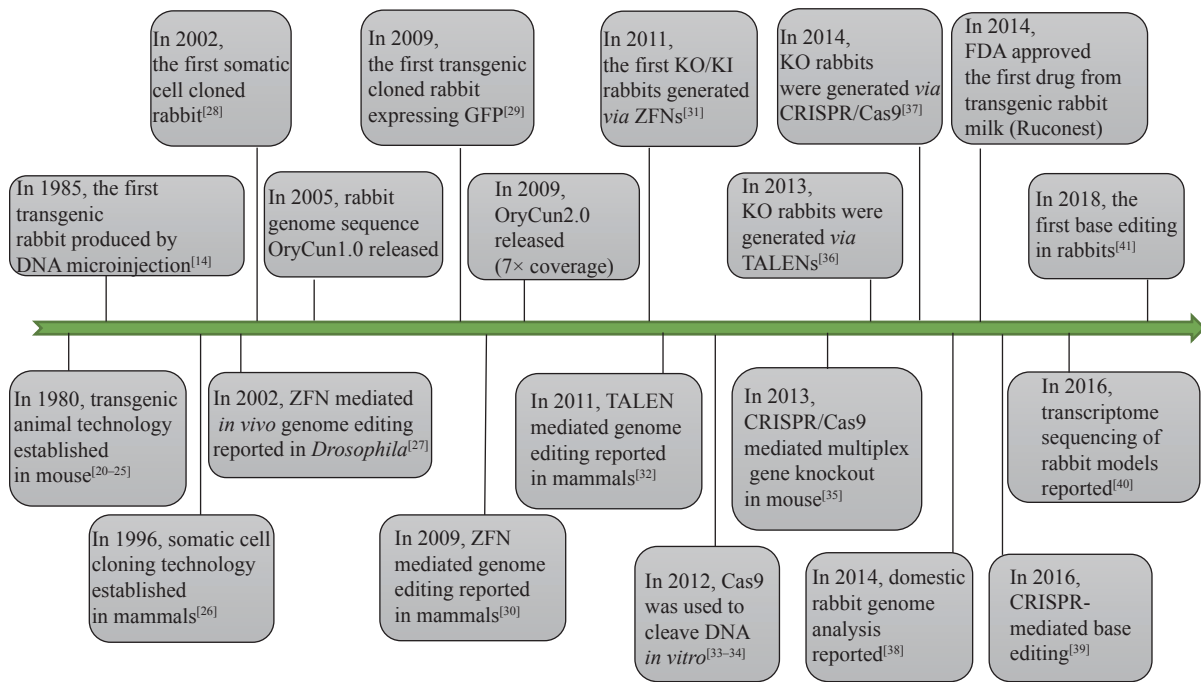 In 2002,
the first somatic
cell cloned
rabbit[28]
In 2009,
the first transgenic
cloned rabbit
expressing GFP[29]
In 2011,
the first KO/KI
rabbits generated
via ZFNs[31]
In 2014,
KO rabbits
were generated via
CRISPR/Cas9[37]
In 2014,
FDA approved
the first drug from
transgenic rabbit
milk (Ruconest)
In 1985, the first
transgenic
rabbit produced by
DNA microinjection[14]
In 2005, rabbit
genome sequence
OryCun1.0 released
In 2009,
OryCun2.0
released
(7× coverage)
In 2013,
KO rabbits were
generated via
TALENs[36]
In 2018, the
first base editing
in rabbits[41]
In 1980, transgenic
animal technology
established
in mouse[20–25]
In 2002, ZFN mediated
in vivo genome editing
reported in Drosophila[27]
In 2011, TALEN
mediated genome
editing reported
in mammals[32]
In 2013,
CRISPR/Cas9
mediated multiplex
gene knockout
in mouse[35]
In 2016,
transcriptome
sequencing of
rabbit models
reported[40]
In 1996, somatic cell
cloning technology
established
in mammals[26]
In 2009, ZFN
mediated genome
editing reported
in mammals[30]
In 2012, Cas9
was used to
cleave DNA
in vitro[33–34]
In 2014, domestic
rabbit genome
analysis
reported[38]
In 2016,
CRISPR-
mediated base
editing[39]